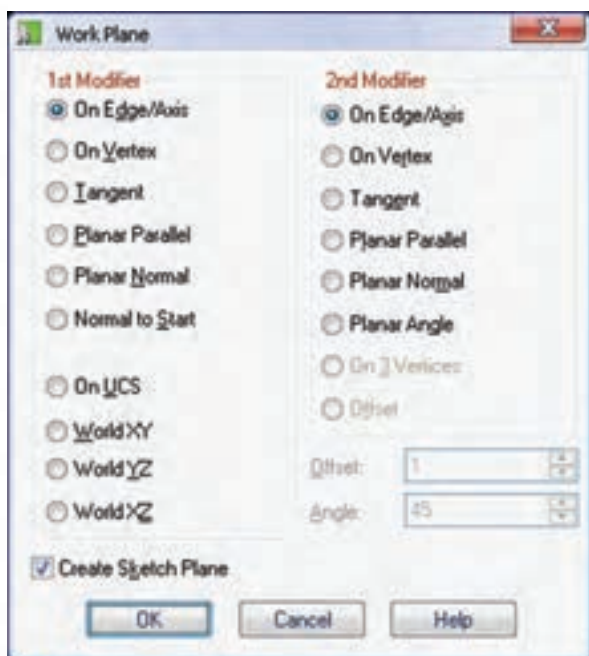 Work Plane
1st Modifier
On Edge/Axis
On Vertex
Tangent
Planar Parallel
Planar Normal
Normal to Start
On UCS
World XY
World YZ
World XZ
2nd Modifier
On Edge/Axis
On Vertex
Tangent
Planar Parallel
Planar Normal
Planar Angle
On 3 Vertices
Offset
Offset: 1
Angle: 45
Create Sketch Plane
OK Cancel Help